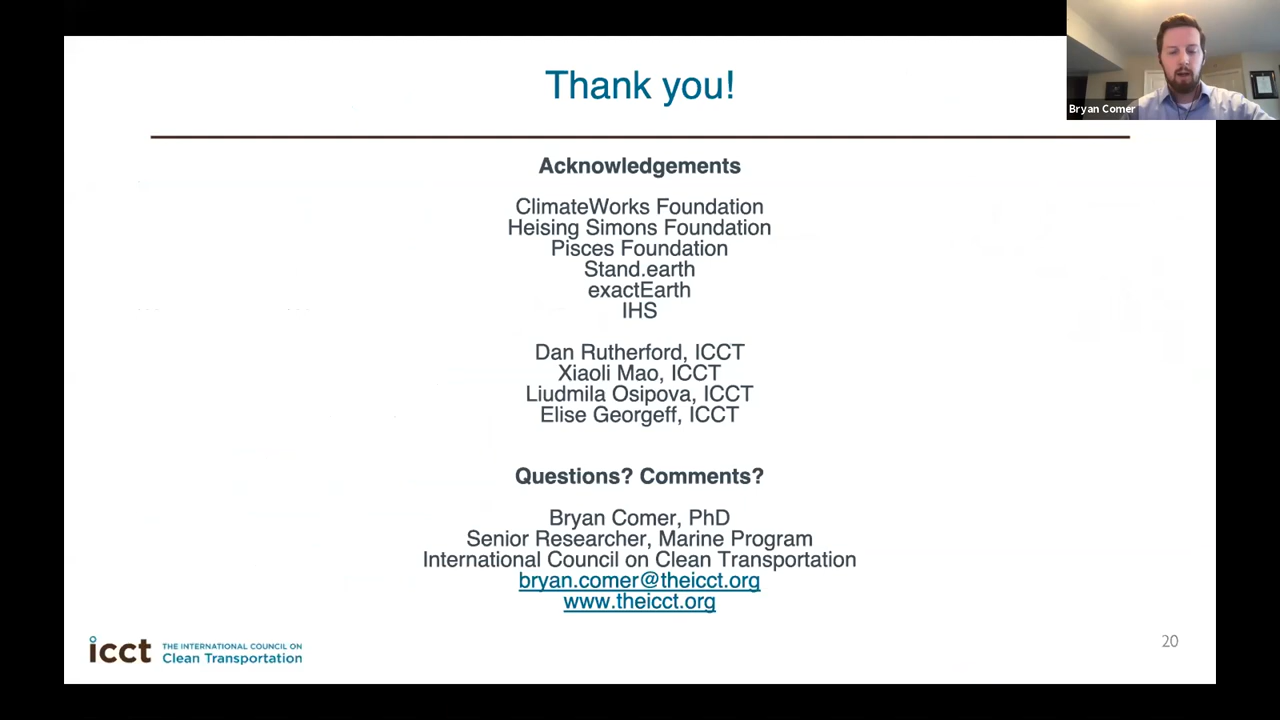 Thank you!
Bryan Comer
Acknowledgements
ClimateWorks Foundation
Heising Simons Foundation
Pisces Foundation
Stand.earth
exactEarth
IHS
Dan Rutherford, ICCT
Xiaoli Mao, ICCT
Liudmila Osipova, ICCT
Elise Georgeff, ICCT
Questions? Comments?
Bryan Comer, PhD
Senior Researcher, Marine Program
International Council on Clean Transportation
bryan.comer@theicct.org
www.theicct.org
icct THE INTERNATIONAL COUNCIL ON
Clean Transportation
20